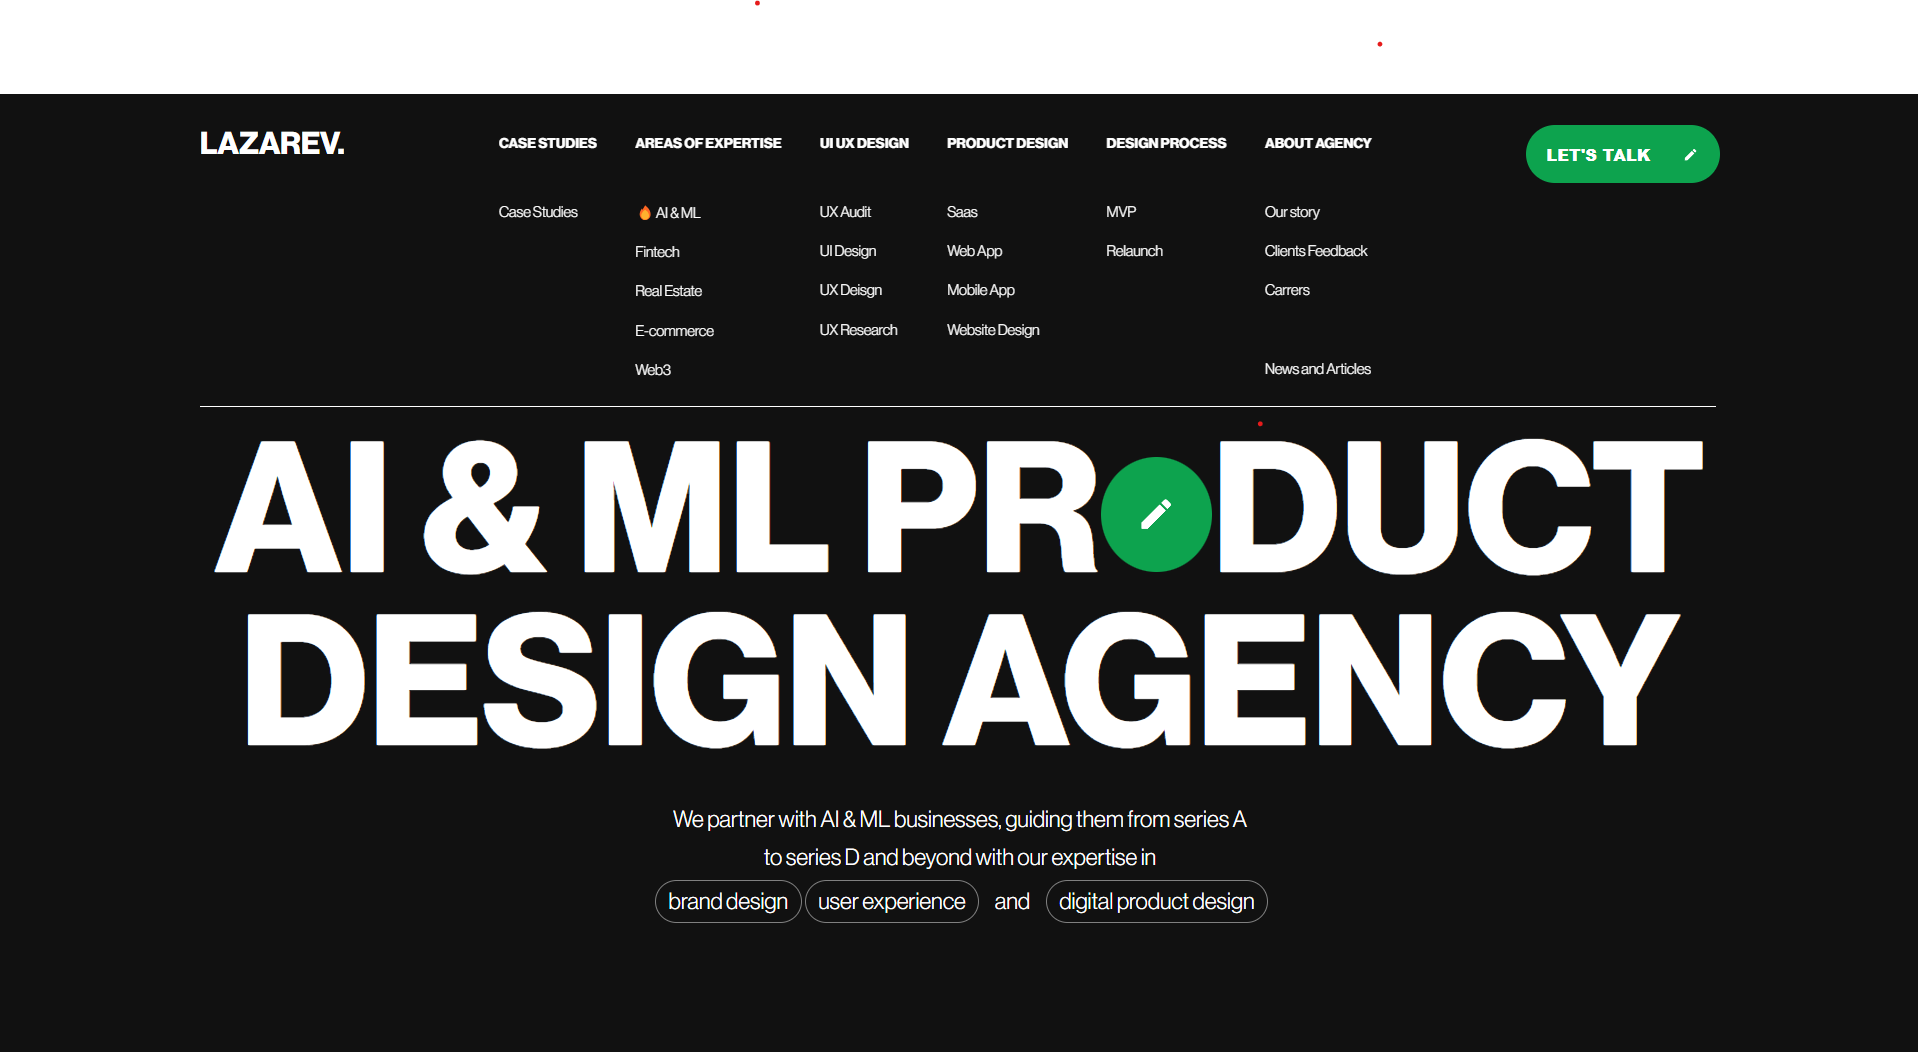 LAZAREV.
CASE STUDIES
Case Studies
AREAS OF EXPERTISE
🔥 AI & ML
Fintech
Real Estate
E-commerce
Web3
UI UX DESIGN
UX Audit
UI Design
UX Deisgn
UX Research
PRODUCT DESIGN
Saas
Web App
Mobile App
Website Design
DESIGN PROCESS
MVP
Relaunch
ABOUT AGENCY
Our story
Clients Feedback
Carrers
News and Articles
LET'S TALK
AI & ML PRODUCT
DESIGN AGENCY
We partner with AI & ML businesses, guiding them from series A
to series D and beyond with our expertise in
brand design user experience and digital product design